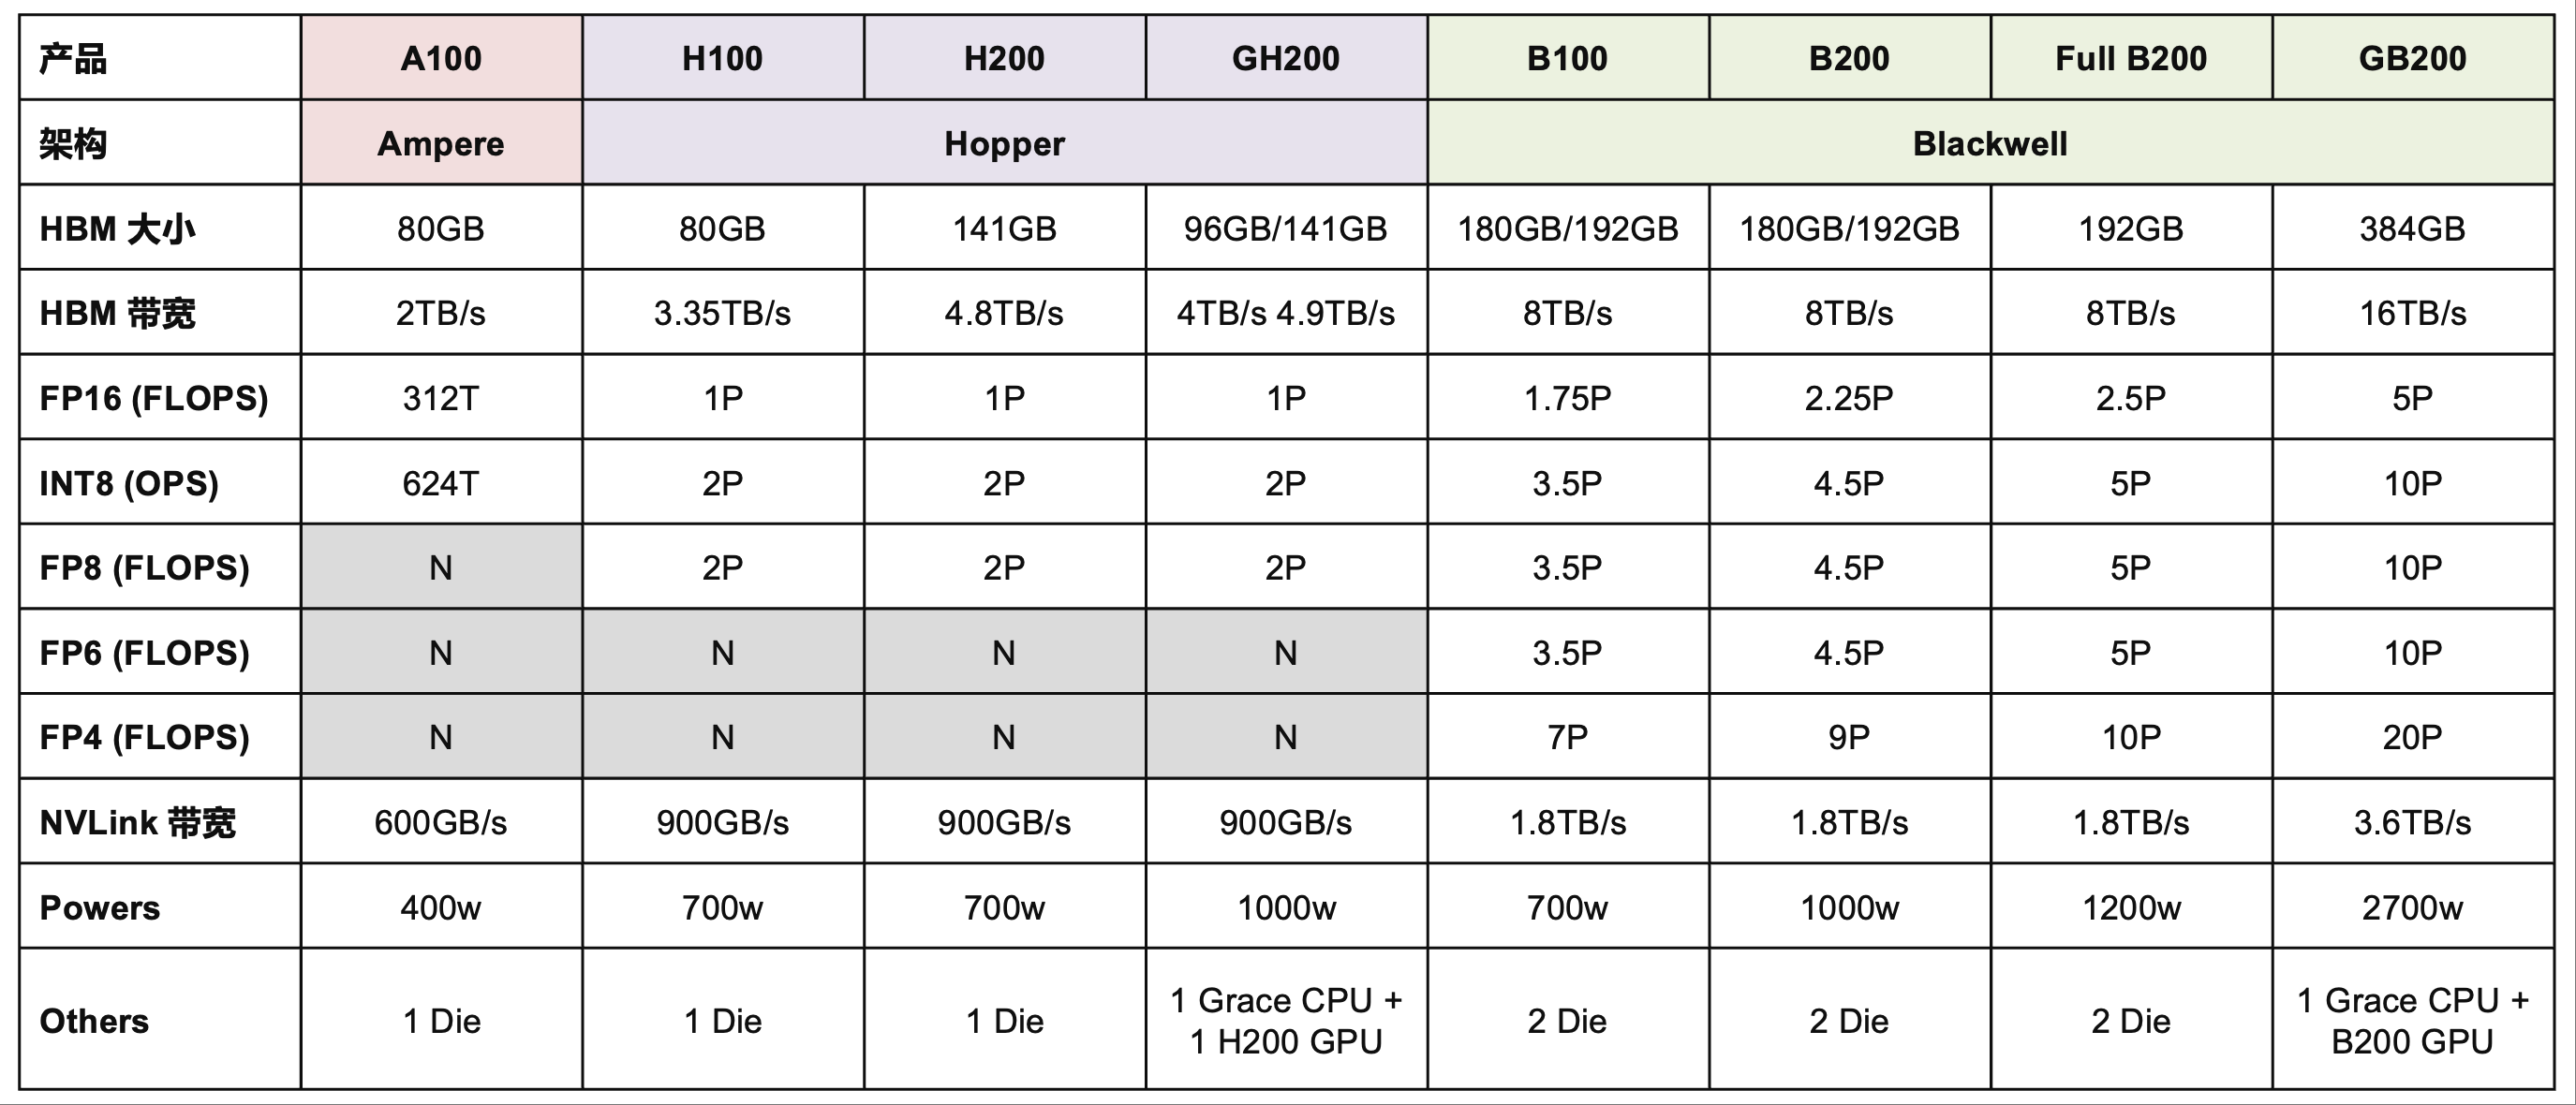 产品 A100 H100 H200 GH200 B100 B200 Full B200 GB200
架构 Ampere Hopper Blackwell
HBM 大小 80GB 80GB 141GB 96GB/141GB 180GB/192GB 180GB/192GB 192GB 384GB
HBM 带宽 2TB/s 3.35TB/s 4.8TB/s 4TB/s 4.9TB/s 8TB/s 8TB/s 8TB/s 16TB/s
FP16 (FLOPS) 312T 1P 1P 1P 1.75P 2.25P 2.5P 5P
INT8 (OPS) 624T 2P 2P 2P 3.5P 4.5P 5P 10P
FP8 (FLOPS) N 2P 2P 2P 3.5P 4.5P 5P 10P
FP6 (FLOPS) N N N N 3.5P 4.5P 5P 10P
FP4 (FLOPS) N N N N 7P 9P 10P 20P
NVLink 带宽 600GB/s 900GB/s 900GB/s 900GB/s 1.8TB/s 1.8TB/s 1.8TB/s 3.6TB/s
Powers 400w 700w 700w 1000w 700w 1000w 1200w 2700w
Others 1 Die 1 Die 1 Die 1 Grace CPU + 2 Die 2 Die 2 Die 1 Grace CPU +
1 H200 GPU B200 GPU